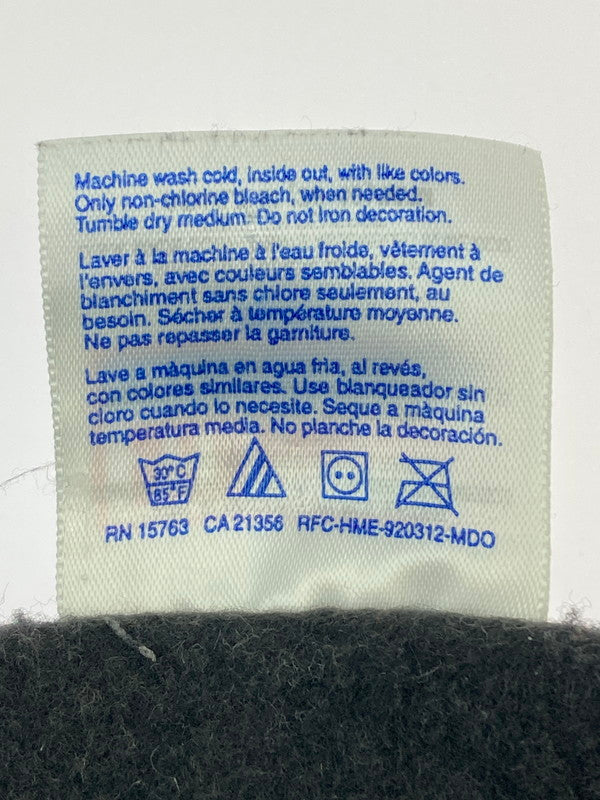 Machine wash cold, inside out, with like colors.
Only non-chlorine bleach, when needed.
Tumble dry medium. Do not iron decoration.
Laver à la machine à l'eau froide, vêtement à
l'envers, avec couleurs semblables. Agent de
blanchiment sans chlore seulement, au
besoin. Sécher à température moyenne.
Ne pas repasser la garniture.
Lave a màquina en agua frìa, al revés,
con colores similares. Use blanqueador sin
cloro cuando lo necesite. Seque a màquina
temperatura media. No planche la decoración.
30°C
85°F
RN 15763 CA 21356 RFC-HME-920312-MDO